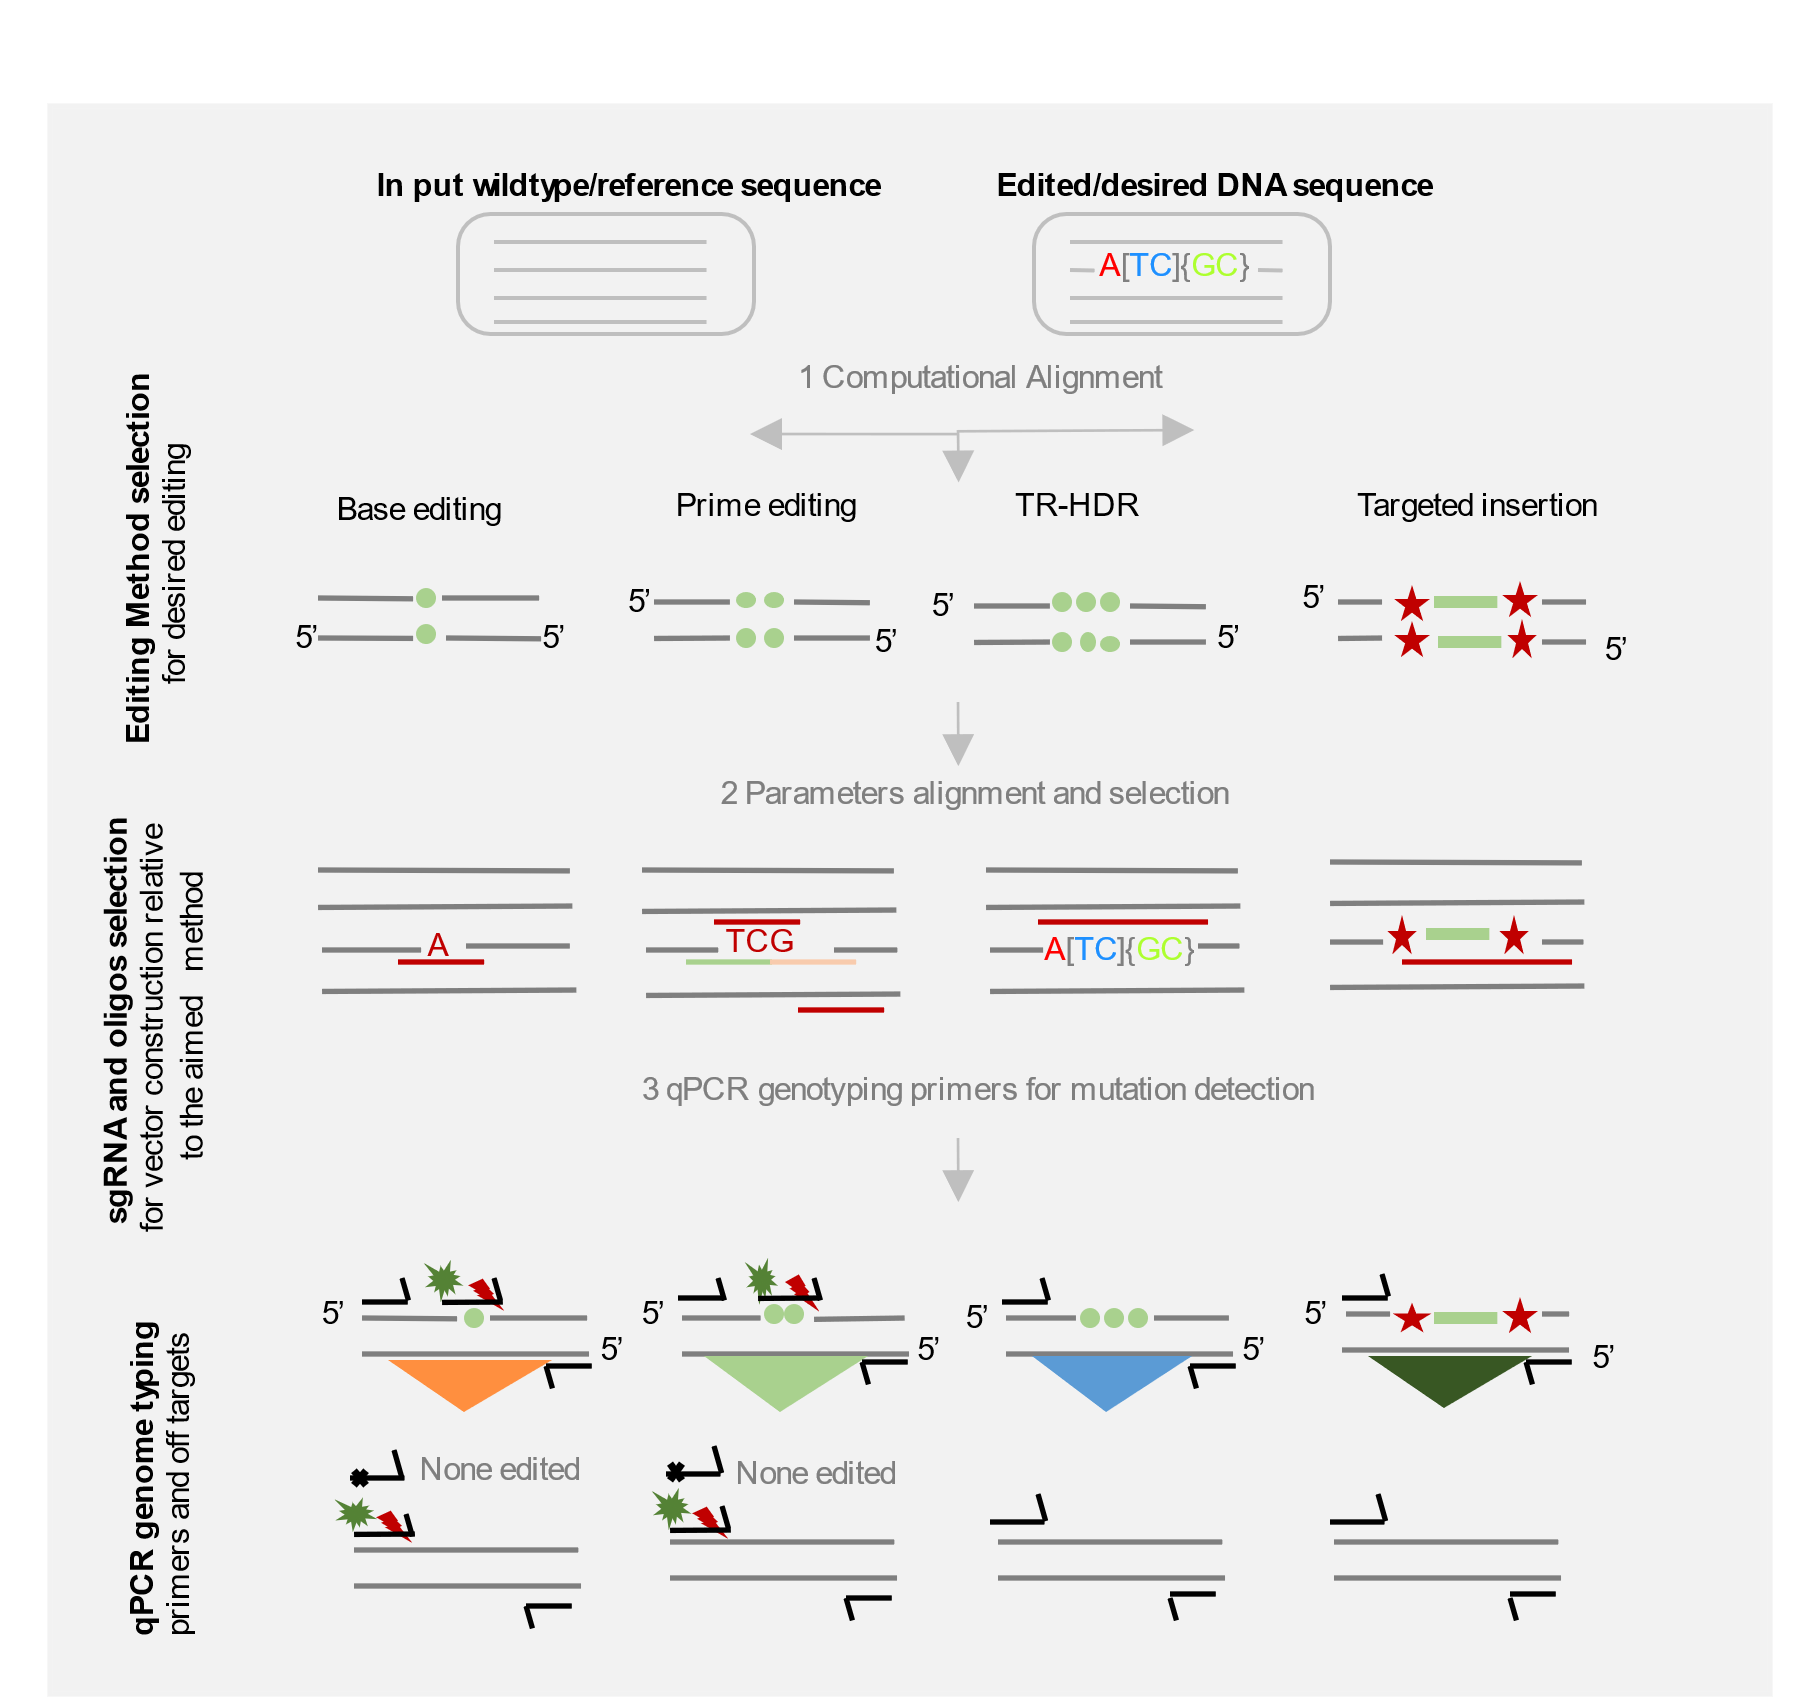 In put wildtype/reference sequence
Edited/desired DNA sequence
A[TC]{GC}
1 Computational Alignment
Editing Method selection
for desired editing
Base editing
Prime editing
TR-HDR
Targeted insertion
5’
5’
5’
5’
5’
5’
5’
5’
2 Parameters alignment and selection
sgRNA and oligos selection
for vector construction relative
to the aimed method
A
TCG
A[TC]{GC}
3 qPCR genotyping primers for mutation detection
qPCR genome typing
primers and off targets
5’
5’
5’
5’
5’
5’
5’
None edited
None edited